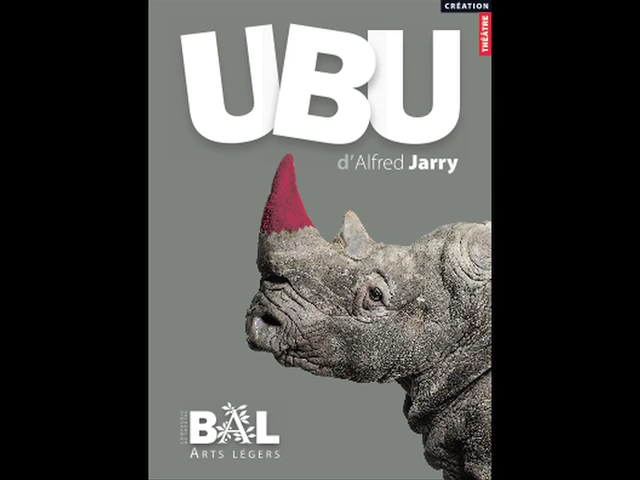 CRÉATION
THÉÂTRE
UBU
d'Alfred Jarry
BAL
ARTS LÉGERS